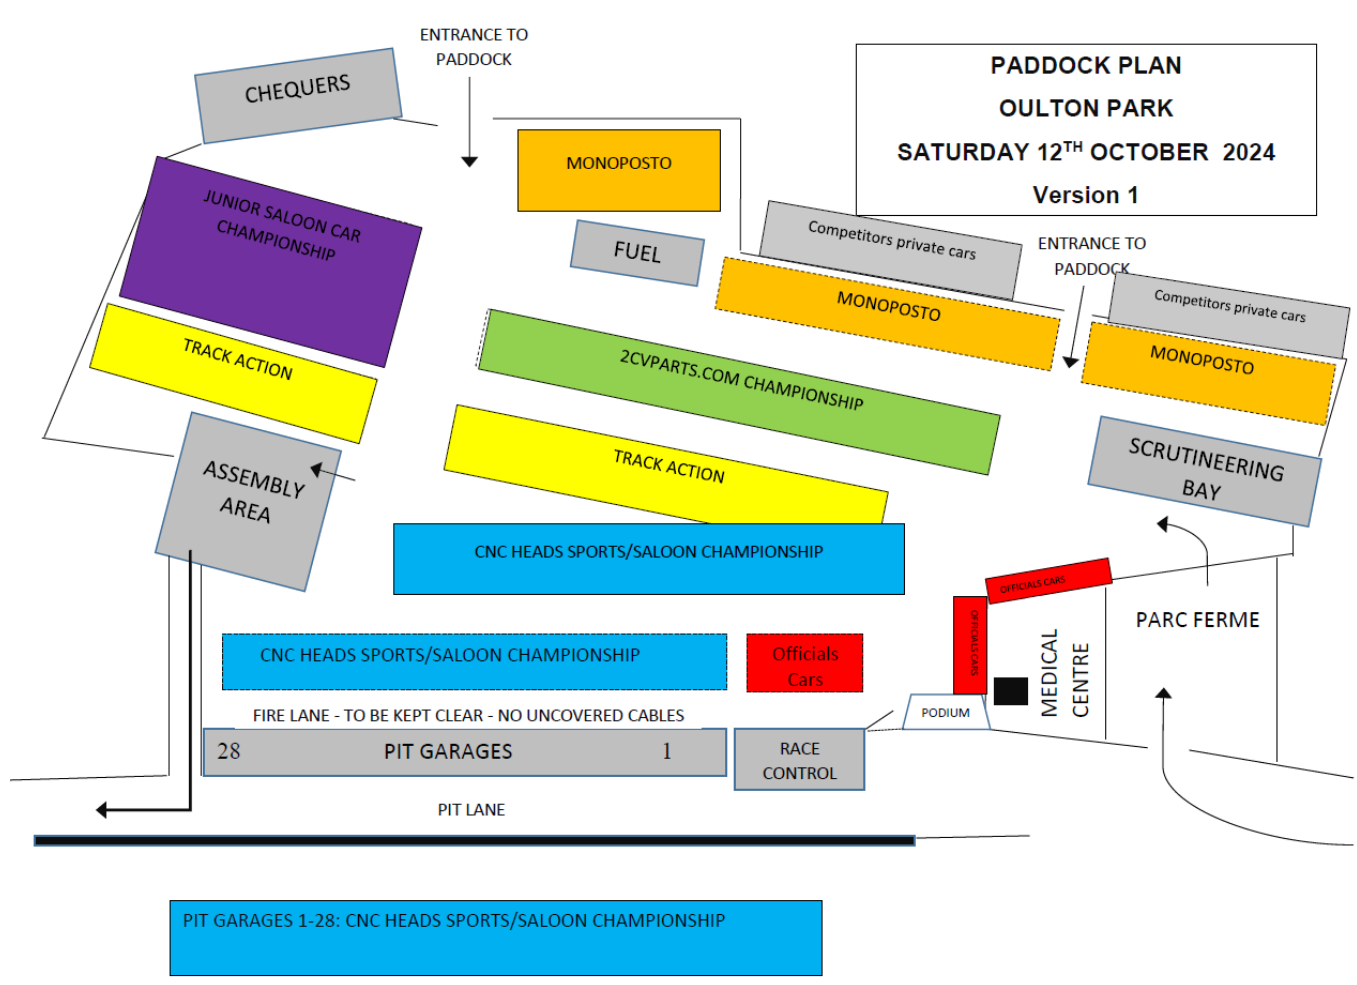 ENTRANCE TO
PADDOCK
PADDOCK PLAN
OULTON PARK
SATURDAY 12TH OCTOBER 2024
Version 1
CHEQUERS
MONOPOSTO
JUNIOR SALOON CAR
CHAMPIONSHIP
FUEL
Competitors private cars
ENTRANCE TO
PADDOCK
MONOPOSTO
Competitors private cars
MONOPOSTO
TRACK ACTION
2CVPARTS.COM CHAMPIONSHIP
ASSEMBLY
AREA
TRACK ACTION
SCRUTINEERING
BAY
CNC HEADS SPORTS/SALOON CHAMPIONSHIP
OFFICIALS CARS
OFFICIALS CARS
PARC FERME
CNC HEADS SPORTS/SALOON CHAMPIONSHIP
Officials
Cars
MEDICAL
CENTRE
PODIUM
FIRE LANE - TO BE KEPT CLEAR - NO UNCOVERED CABLES
28 PIT GARAGES 1
RACE
CONTROL
PIT LANE
PIT GARAGES 1-28: CNC HEADS SPORTS/SALOON CHAMPIONSHIP